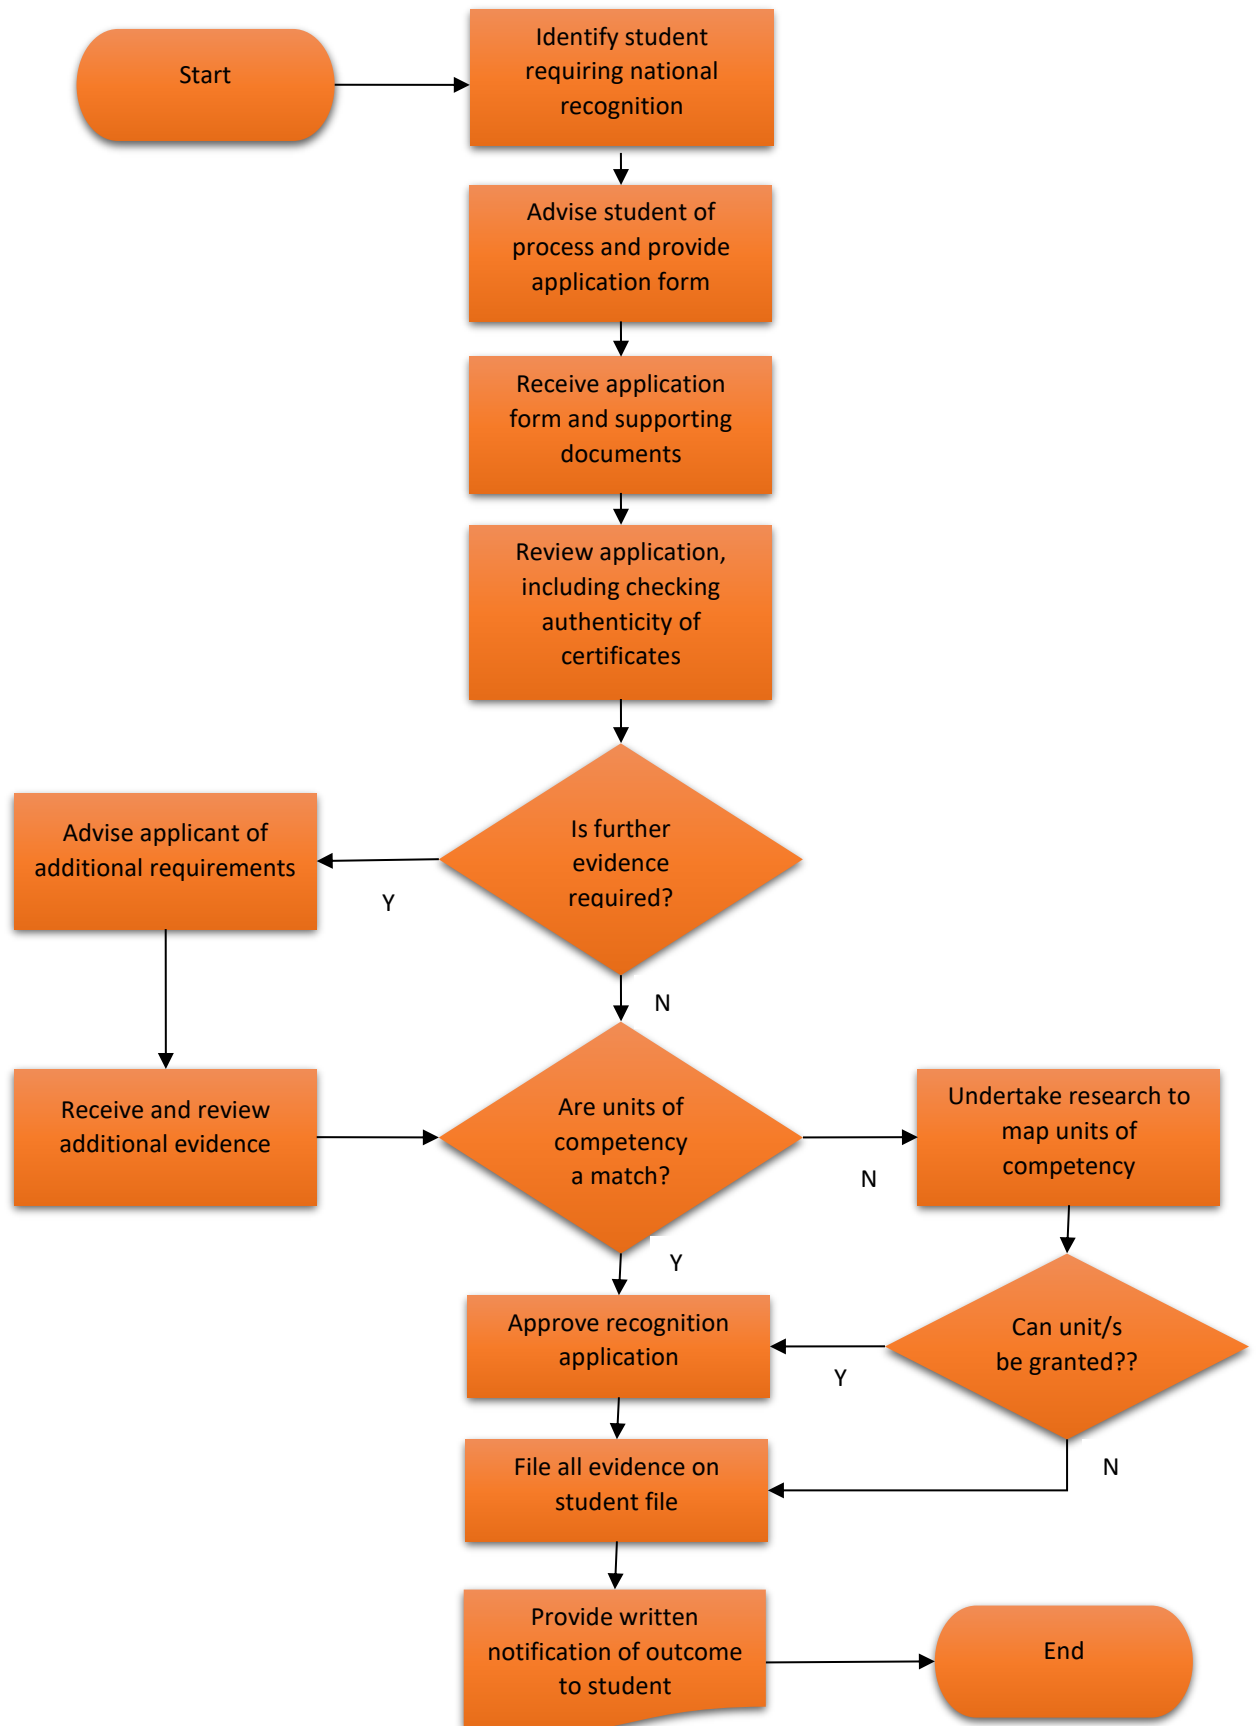 Start
Identify student
requiring national
recognition
Advise student of
process and provide
application form
Receive application
form and supporting
documents
Review application,
including checking
authenticity of
certificates
Is further
evidence
required?
Y
Advise applicant of
additional requirements
N
Receive and review
additional evidence
Are units of
competency
a match?
N
Undertake research to
map units of
competency
Y
Approve recognition
application
Y
Can unit/s
be granted??
N
File all evidence on
student file
Provide written
notification of outcome
to student
End